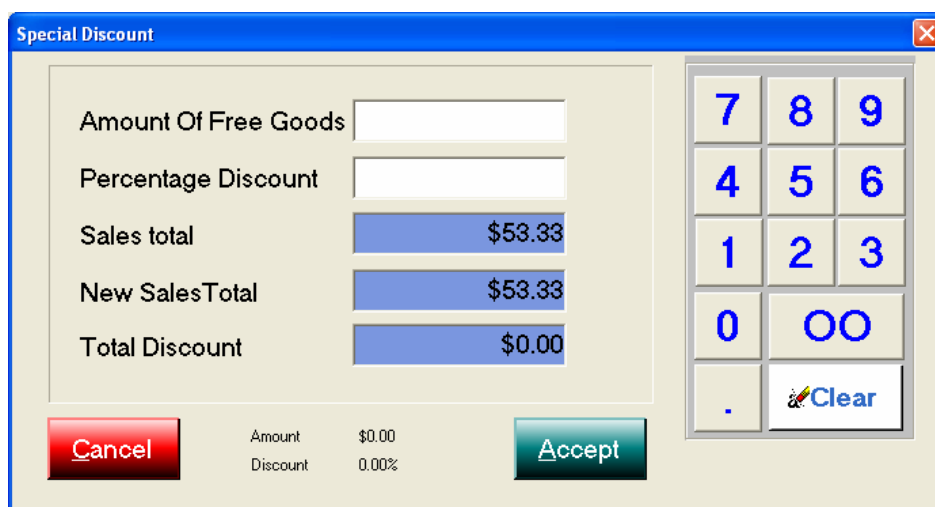 Special Discount
Amount Of Free Goods
Percentage Discount
Sales total $53.33
New SalesTotal $53.33
Total Discount $0.00
Cancel
Amount $0.00
Discount 0.00%
Accept
7 8 9
4 5 6
1 2 3
0 OO
. Clear